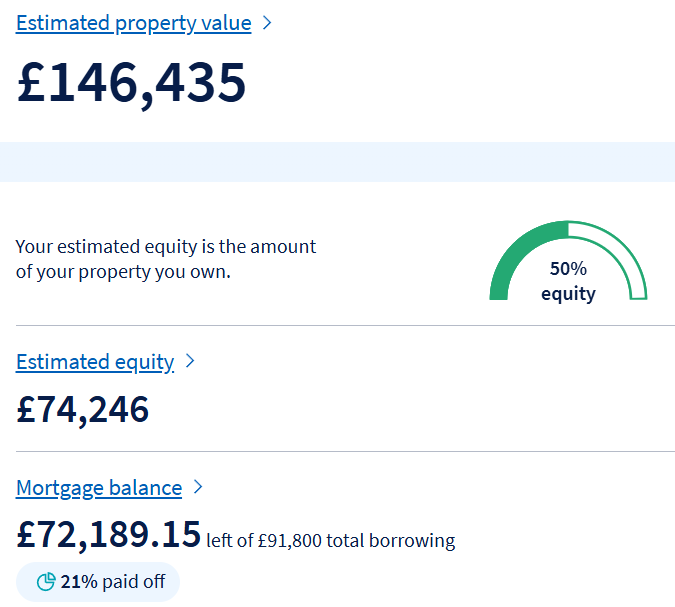 Estimated property value
£146,435
Your estimated equity is the amount
of your property you own.
50%
equity
Estimated equity
£74,246
Mortgage balance
£72,189.15 left of £91,800 total borrowing
21% paid off